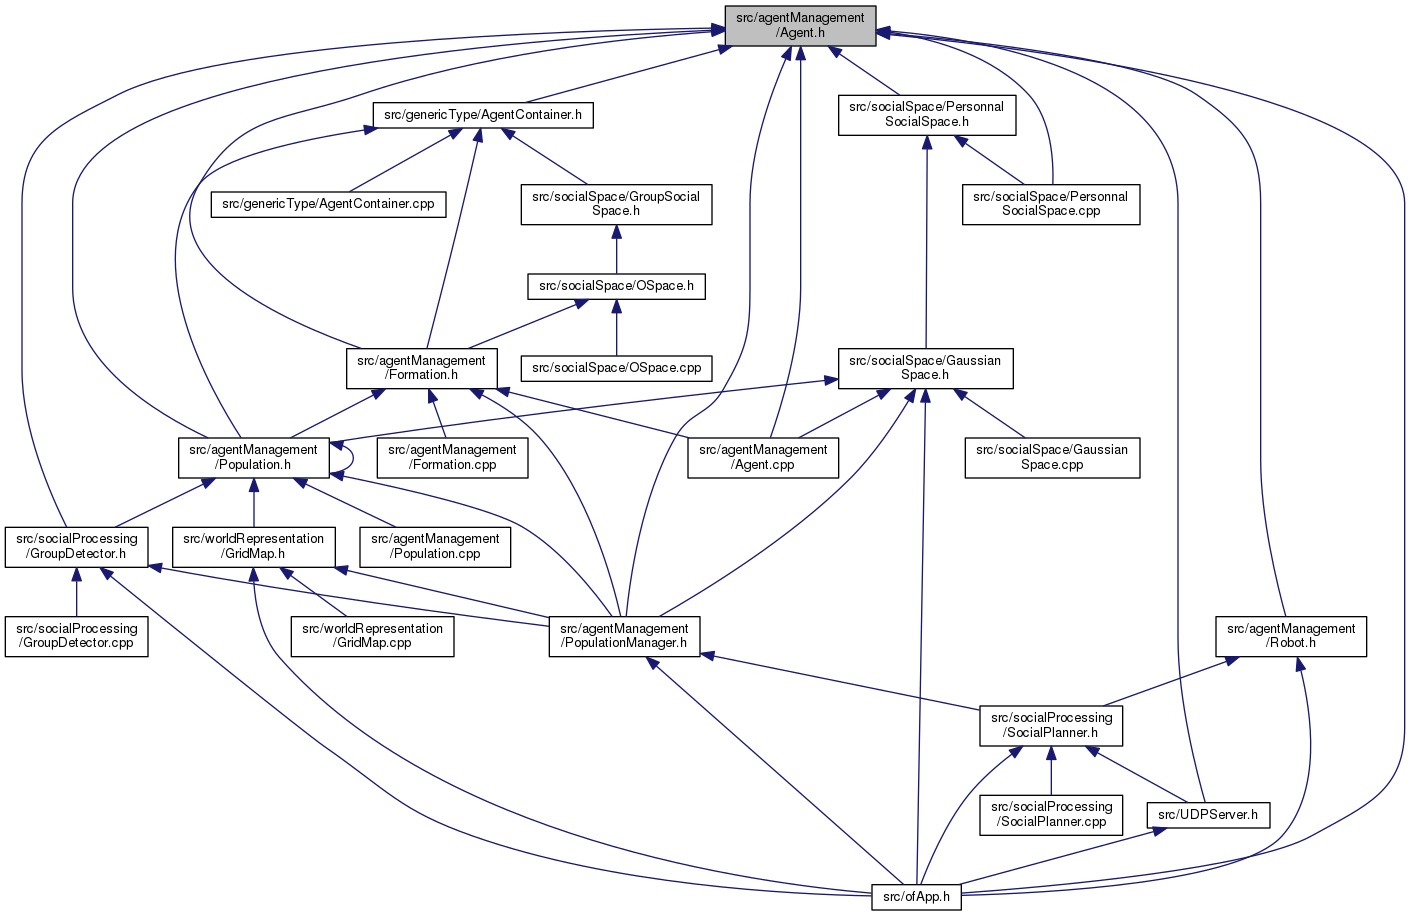 src/agentManagement
/Agent.h
src/genericType/AgentContainer.h
src/socialSpace/Personnal
SocialSpace.h
src/genericType/AgentContainer.cpp
src/socialSpace/GroupSocial
Space.h
src/socialSpace/Personnal
SocialSpace.cpp
src/socialSpace/OSpace.h
src/agentManagement
/Formation.h
src/socialSpace/OSpace.cpp
src/socialSpace/Gaussian
Space.h
src/agentManagement
/Population.h
src/agentManagement
/Formation.cpp
src/agentManagement
/Agent.cpp
src/socialSpace/Gaussian
Space.cpp
src/socialProcessing
/GroupDetector.h
src/worldRepresentation
/GridMap.h
src/agentManagement
/Population.cpp
src/socialProcessing
/GroupDetector.cpp
src/worldRepresentation
/GridMap.cpp
src/agentManagement
/PopulationManager.h
src/agentManagement
/Robot.h
src/socialProcessing
/SocialPlanner.h
src/socialProcessing
/SocialPlanner.cpp
src/UDPServer.h
src/ofApp.h